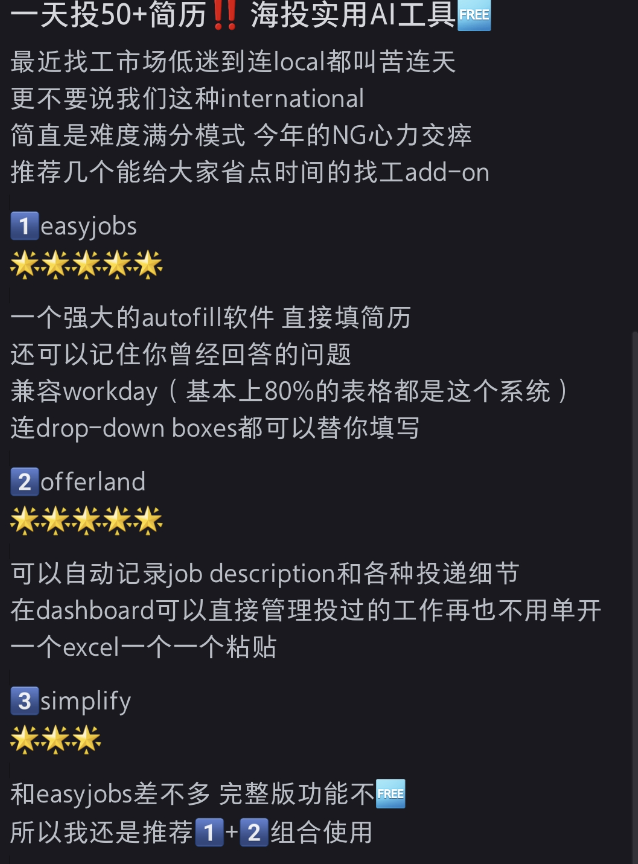 一天投50+简历‼️ 海投实用AI工具🆓
最近找工市场低迷到连local都叫苦连天
更不要说我们这种international
简直是难度满分模式 今年的NG心力交瘁
推荐几个能给大家省点时间的找工add-on
1️⃣easyjobs
🌟🌟🌟🌟🌟
一个强大的autofill软件 直接填简历
还可以记住你曾经回答的问题
兼容workday（基本上80%的表格都是这个系统）
连drop-down boxes都可以替你填写
2️⃣offerland
🌟🌟🌟🌟🌟
可以自动记录job description和各种投递细节
在dashboard可以直接管理投过的工作再也不用单开
一个excel一个一个粘贴
3️⃣simplify
🌟🌟🌟
和easyjobs差不多 完整版功能不🆓
所以我还是推荐1️⃣+2️⃣组合使用